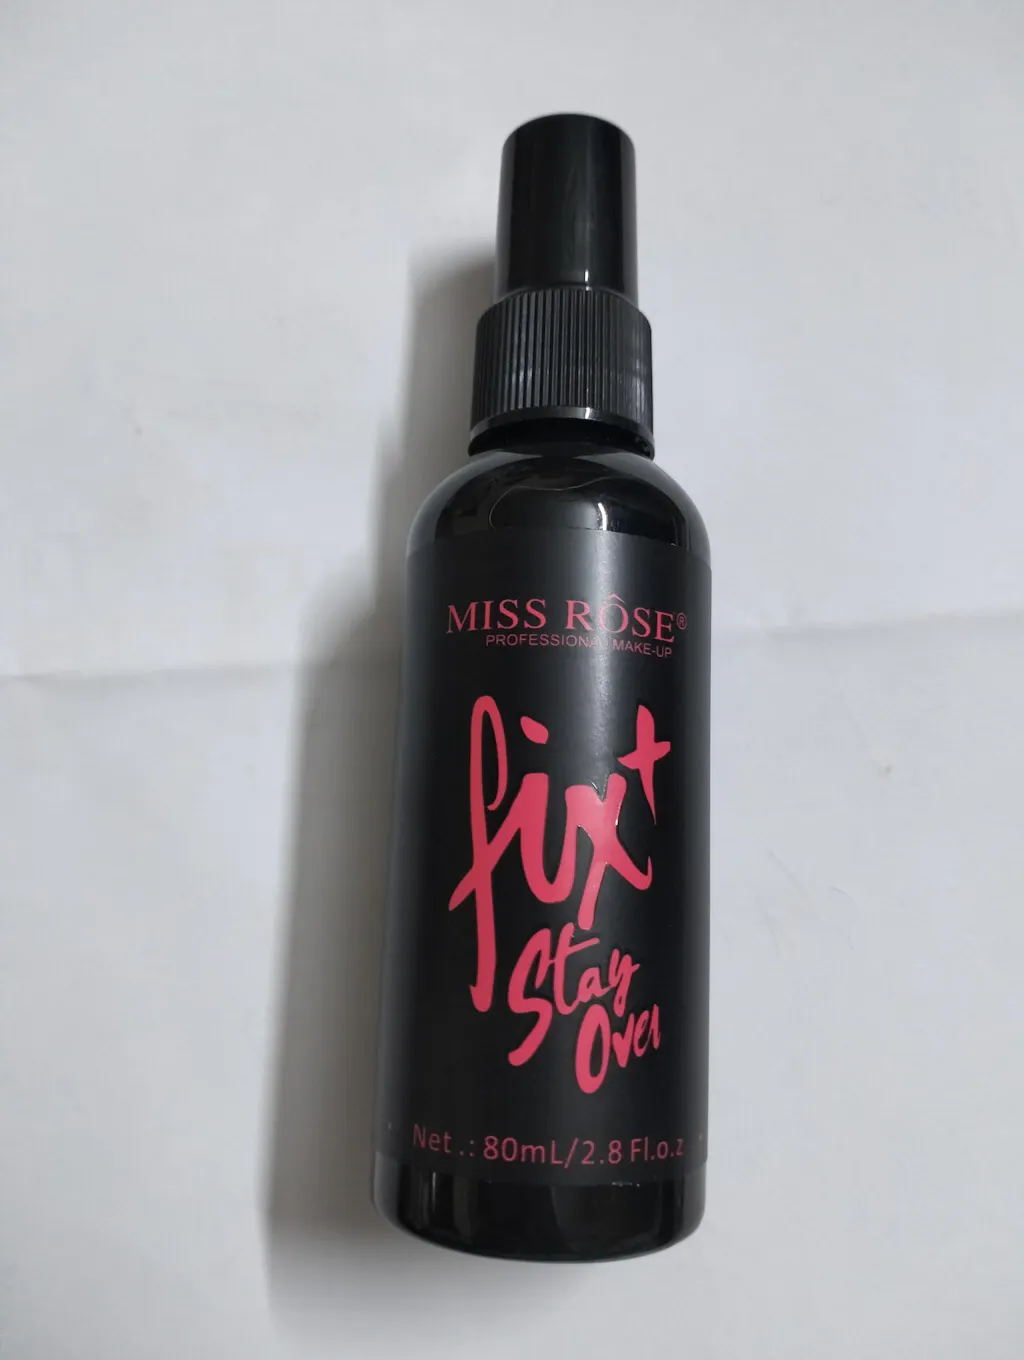 MISS RÔSE®
PROFESSIONAL MAKE-UP
fix+
Stay
Over
Net .: 80mL/2.8 Fl.o.z